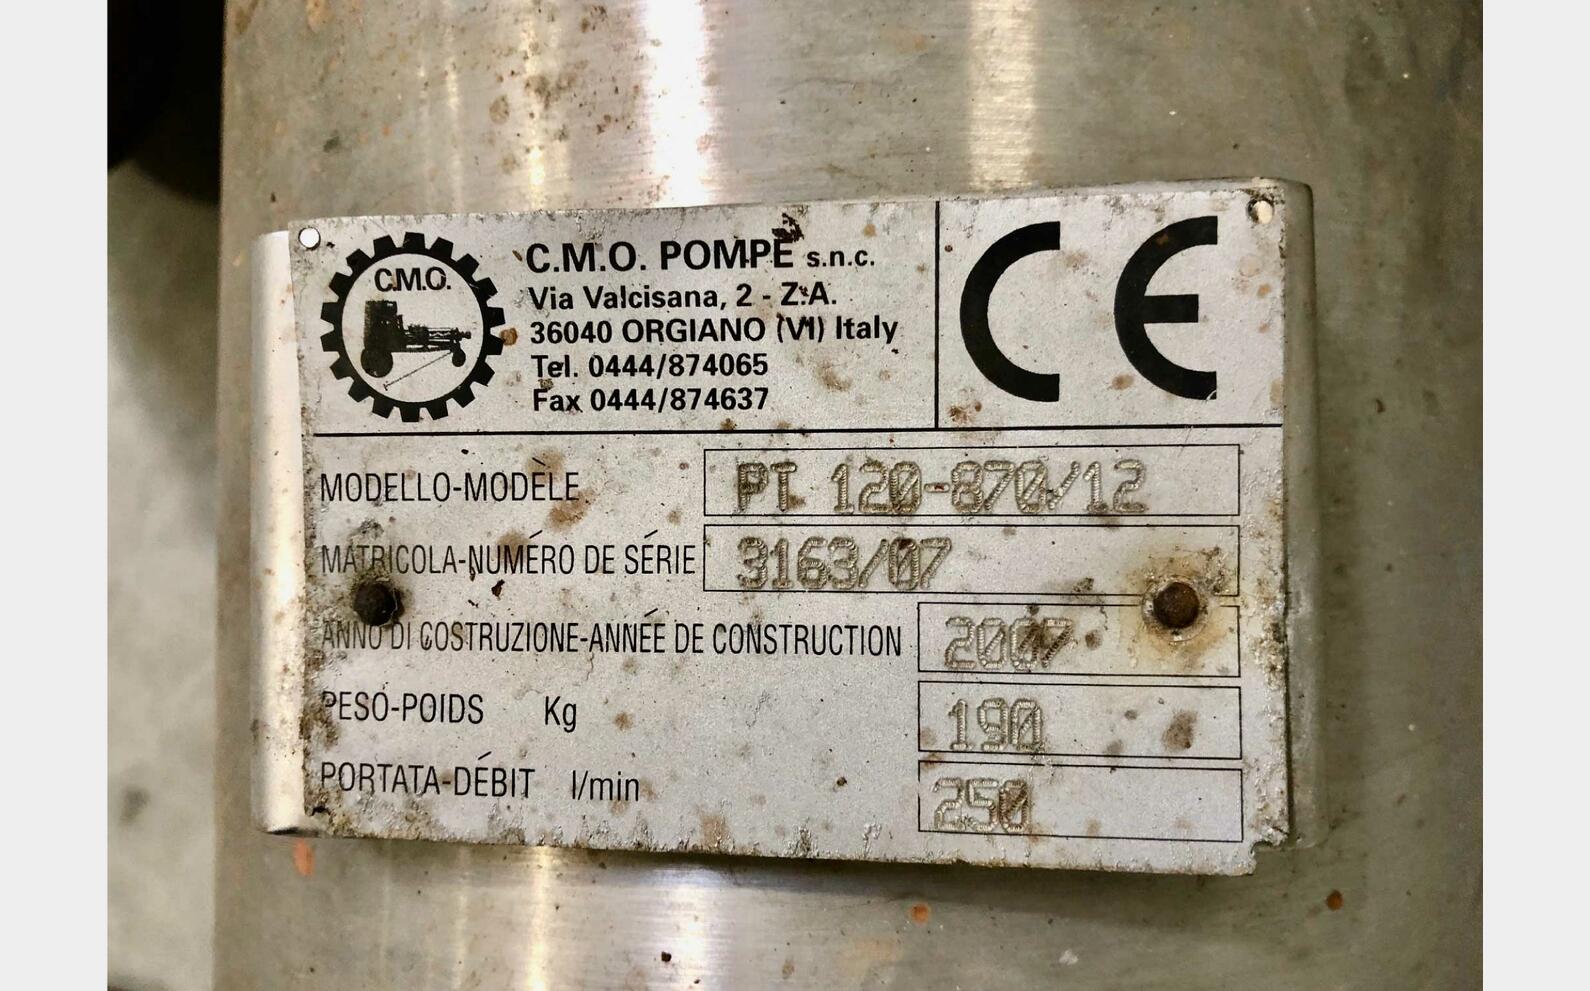 C.M.O.
C.M.O. POMPE s.n.c.
Via Valcisana, 2 - Z.A.
36040 ORGIANO (VI) Italy
Tel. 0444/874065
Fax 0444/874637
CE
MODELLO-MODÈLE PI 120-870/12
MATRICOLA-NUMÉRO DE SÉRIE 3163/07
ANNO DI COSTRUZIONE-ANNÉE DE CONSTRUCTION 2007
PESO-POIDS Kg 190
PORTATA-DÉBIT l/min 250